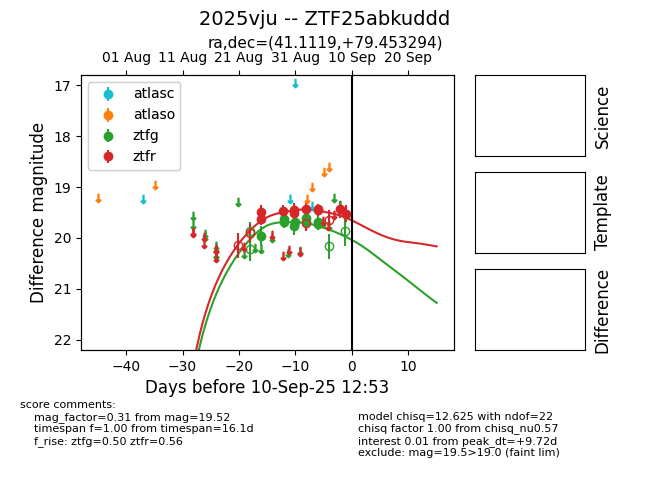 2025vju -- ZTF25abkuddd
ra,dec=(41.1119,+79.453294)
01 Aug 11 Aug 21 Aug 31 Aug 10 Sep 20 Sep
17
18
19
20
21
22
Difference magnitude
atlasc
atlaso
ztfg
ztfr
−40 −30 −20 −10 0 10
Days before 10-Sep-25 12:53
Science
Template
Difference
score comments:
mag_factor=0.31 from mag=19.52
timespan f=1.00 from timespan=16.1d
f_rise: ztfg=0.50 ztfr=0.56
model chisq=12.625 with ndof=22
chisq factor 1.00 from chisq_nu0.57
interest 0.01 from peak_dt=+9.72d
exclude: mag=19.5>19.0 (faint lim)